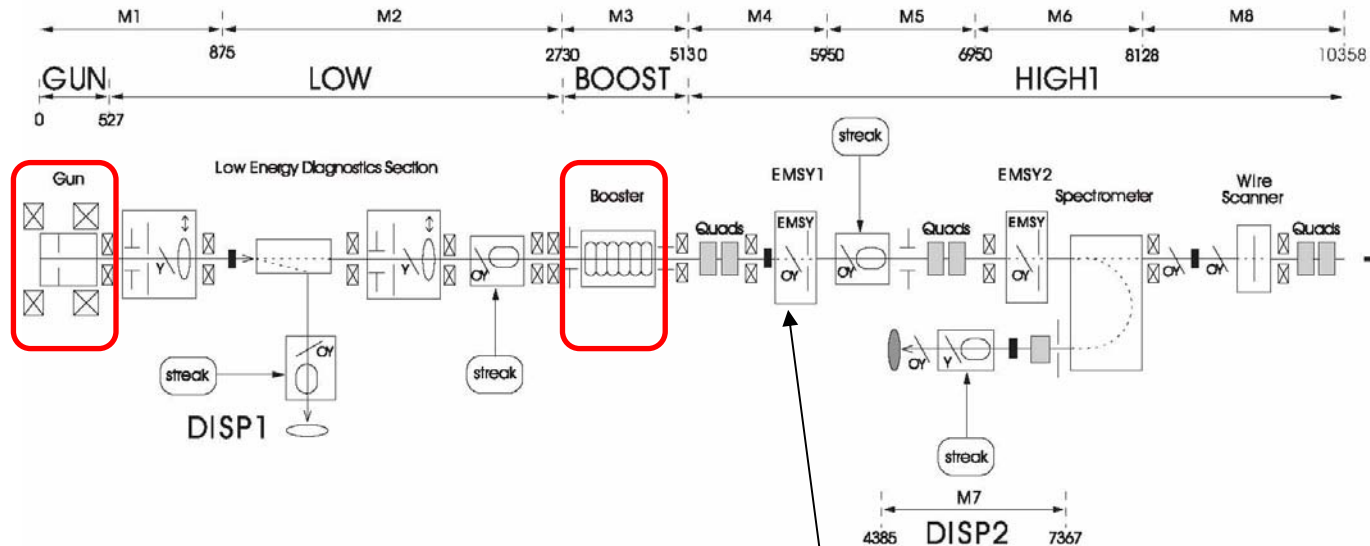 M1 M2 M3 M4 M5 M6 M8
875 2730 5130 5950 6950 8128 10358
GUN LOW BOOST HIGH1
0 527
streak
Low Energy Diagnostics Section
Gun Booster EMSY1 EMSY2 Spectrometer Wire
Scanner
Quads EMSY Quads EMSY Quads
Y Y OY OY OY OY OY OY
OY
streak streak OY Y
DISP1
streak
M7
4385 DISP2 7367